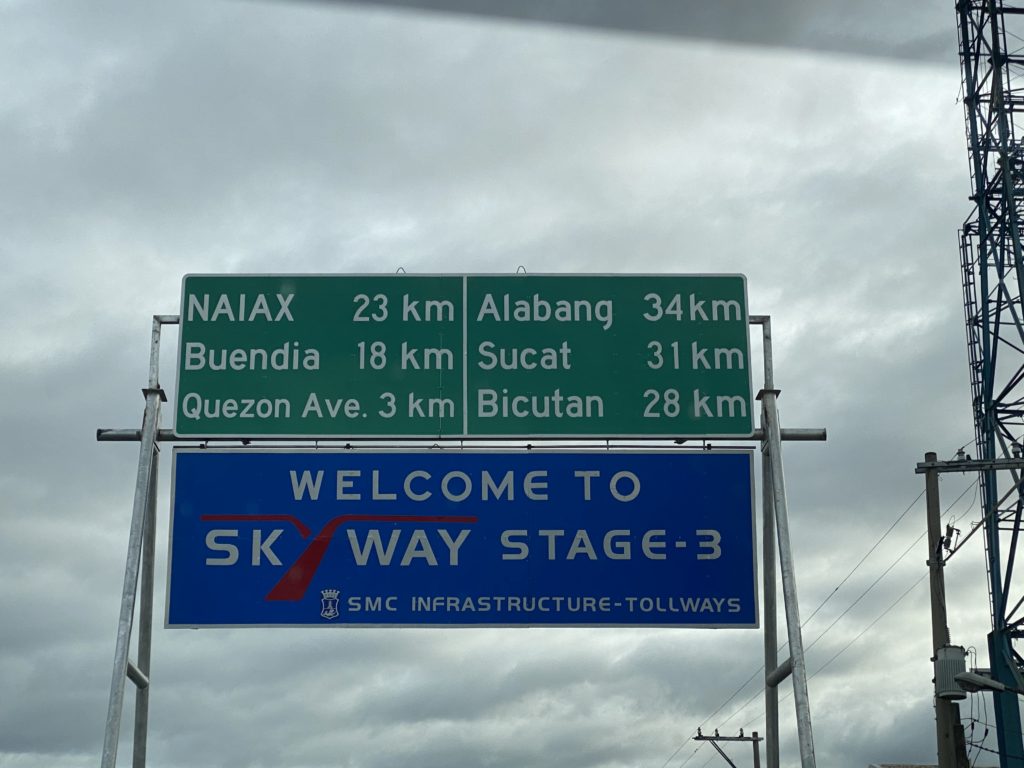 NAIAX 23 km
Buendia 18 km
Quezon Ave. 3 km
Alabang 34 km
Sucat 31 km
Bicutan 28 km
WELCOME TO
SKYWAY STAGE-3
SMC INFRASTRUCTURE-TOLLWAYS